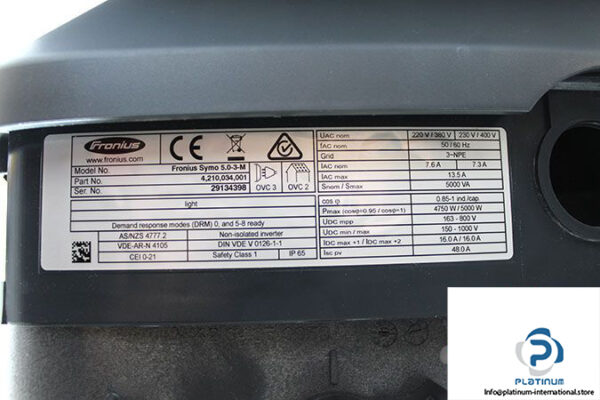 Fronius
www.fronius.com
CE
Model No. Fronius Symo 5.0-3-M
Part No. 4,210,034,001
Ser. No. 29134398
OVC 3 OVC 2
light
Demand response modes (DRM) 0, and 5-8 ready
AS/NZS 4777.2 Non-isolated inverter
VDE-AR-N 4105 DIN VDE V 0126-1-1
CEI 0-21 Safety Class 1 IP 65
UAC nom 220 V / 380 V 230 V / 400 V
fAC nom 50 / 60 Hz
Grid 3~NPE
IAC nom 7.6 A 7.3 A
IAC max 13.5 A
Snom / Smax 5000 VA
cos φ 0.85-1 ind./cap.
Pmax (cosφ=0.95 / cosφ=1) 4750 W / 5000 W
UDC mpp 163 - 800 V
UDC min / max 150 - 1000 V
IDC max #1 / IDC max #2 16.0 A / 16.0 A
Isc pv 48.0 A
PLATINUM
Info@platinum-international.store